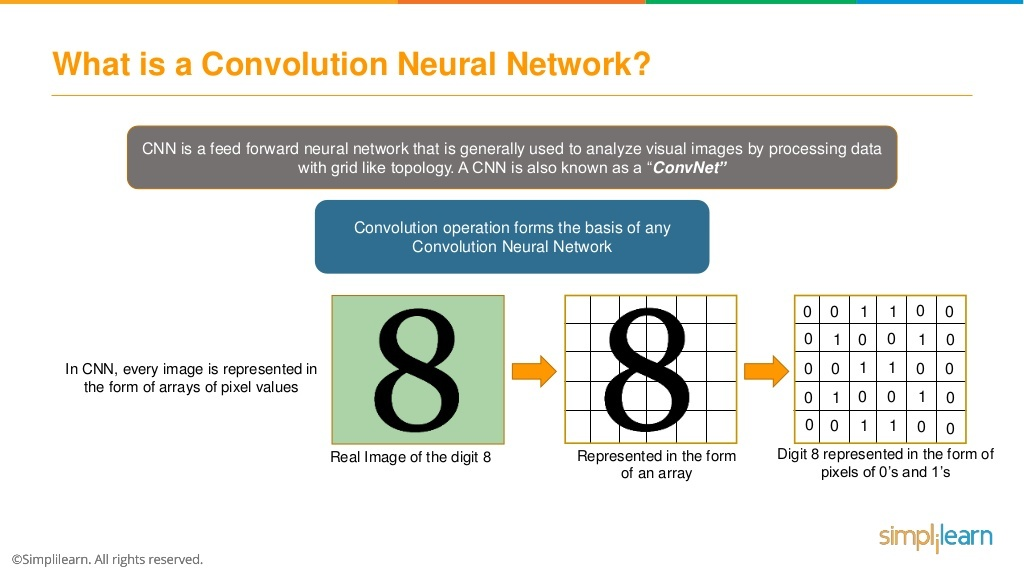 What is a Convolution Neural Network?
CNN is a feed forward neural network that is generally used to analyze visual images by processing data
with grid like topology. A CNN is also known as a “ConvNet”
Convolution operation forms the basis of any
Convolution Neural Network
In CNN, every image is represented in
the form of arrays of pixel values
8
8
0 0 1 1 0 0
0 1 0 0 1 0
0 0 1 1 0 0
0 1 0 0 1 0
0 0 1 1 0 0
Real Image of the digit 8
Represented in the form
of an array
Digit 8 represented in the form of
pixels of 0’s and 1’s
simplilearn
©Simplilearn. All rights reserved.